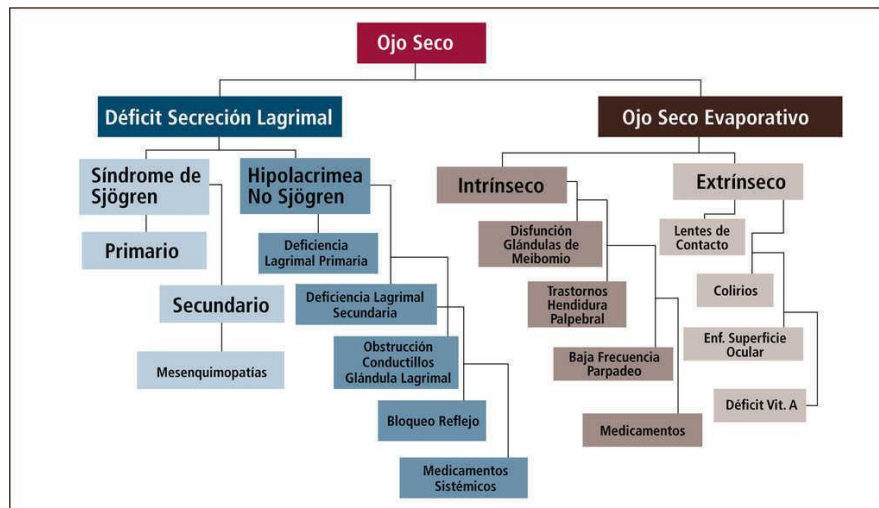 Ojo Seco
Déficit Secreción Lagrimal
Ojo Seco Evaporativo
Síndrome de
Sjögren
Hipolacrimea
No Sjögren
Intrínseco
Extrínseco
Primario
Deficiencia
Lagrimal Primaria
Disfunción
Glándulas de
Meibomio
Lentes de
Contacto
Secundario
Deficiencia Lagrimal
Secundaria
Trastornos
Hendidura
Palpebral
Colirios
Mesenquimopatías
Obstrucción
Conductillos
Glándula Lagrimal
Baja Frecuencia
Parpadeo
Enf. Superficie
Ocular
Bloqueo Reflejo
Medicamentos
Déficit Vit. A
Medicamentos
Sistémicos